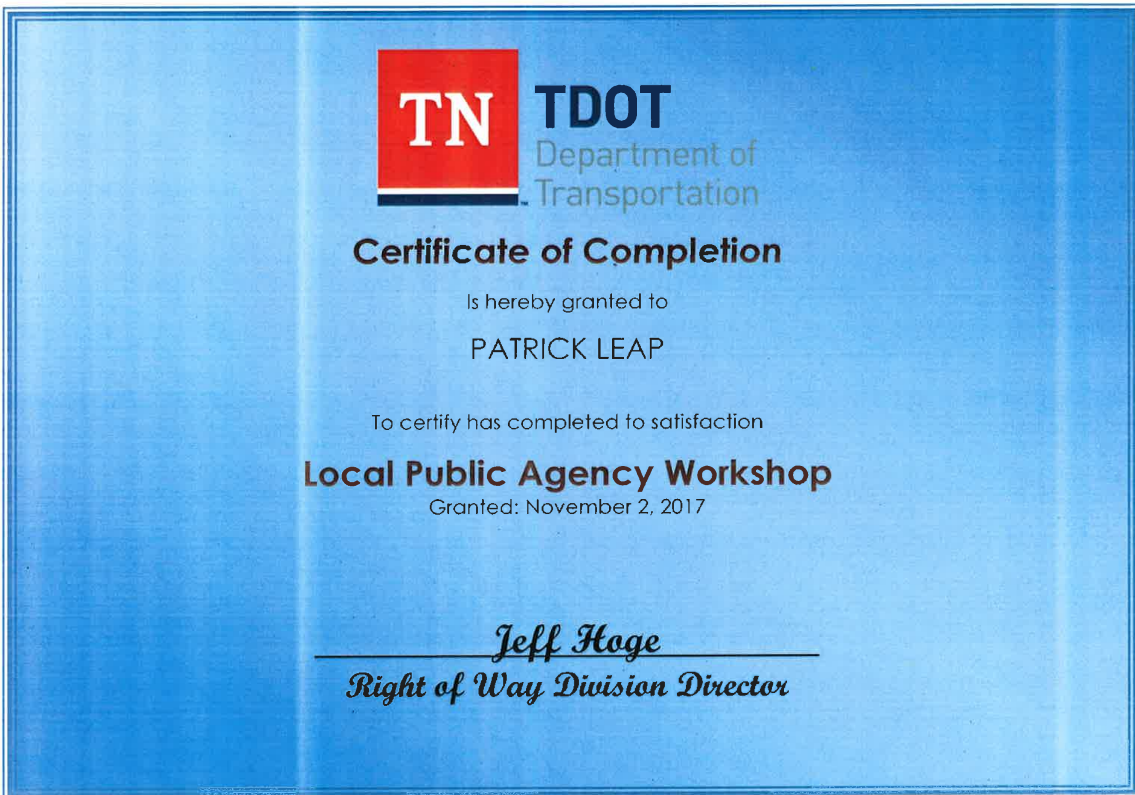 TN
TDOT
Department of
Transportation
Certificate of Completion
Is hereby granted to
PATRICK LEAP
To certify has completed to satisfaction
Local Public Agency Workshop
Granted: November 2, 2017
Jeff Hoge
Right of Way Division Director